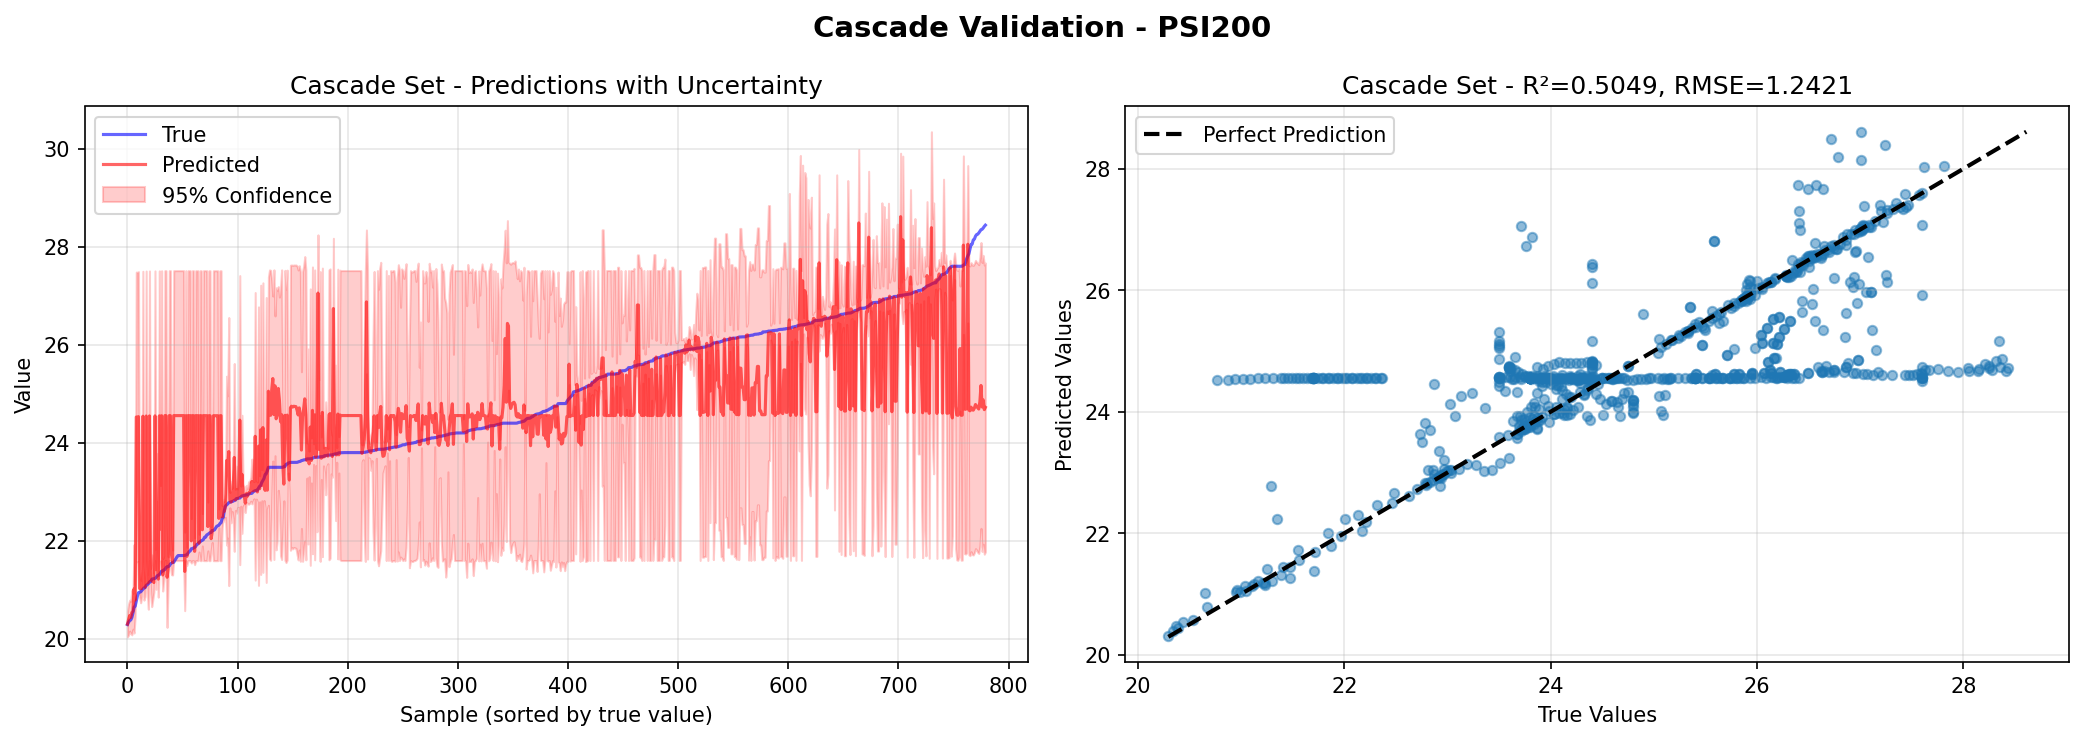 Cascade Validation - PSI200
Cascade Set - Predictions with Uncertainty
True
Predicted
95% Confidence
Value
30
28
26
24
22
20
0 100 200 300 400 500 600 700 800
Sample (sorted by true value)
Cascade Set - R²=0.5049, RMSE=1.2421
Perfect Prediction
Predicted Values
28
26
24
22
20
20 22 24 26 28
True Values